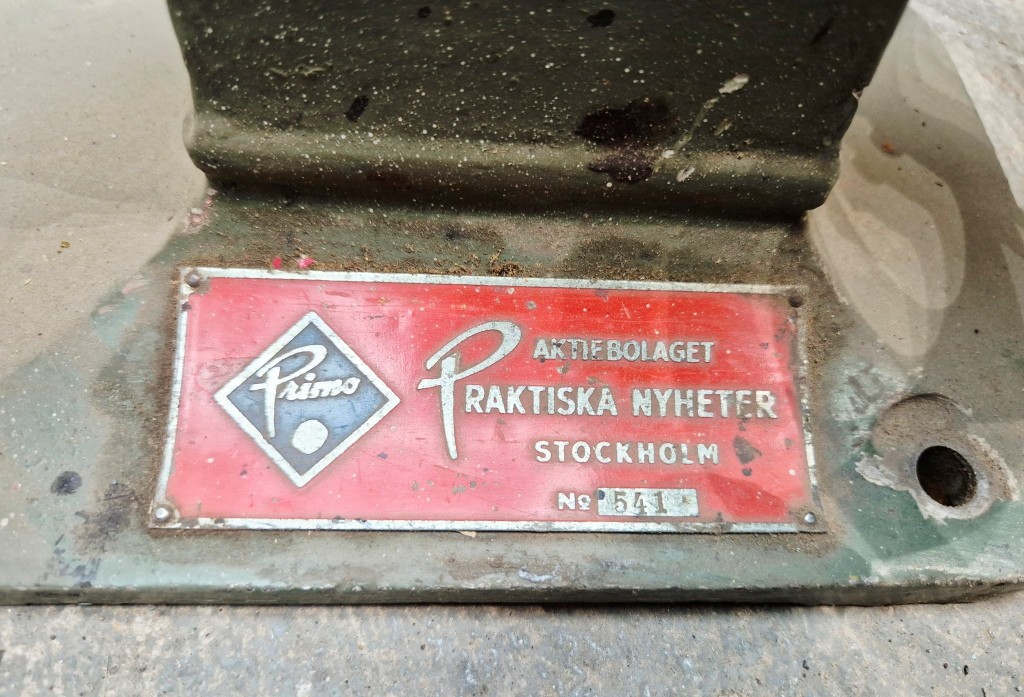 Primo
AKTIEBOLAGET
PRAKTISKA NYHETER
STOCKHOLM
No 541